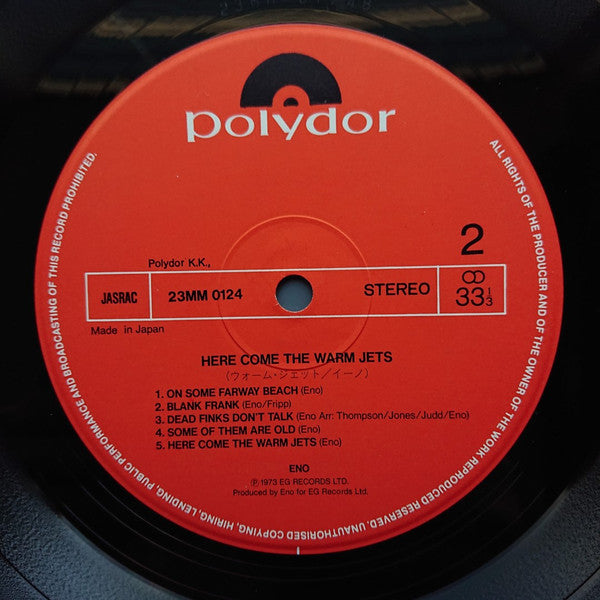 polydor
2
Polydor K.K.,
JASRAC
23MM 0124
STEREO
33 1/3
Made in Japan
HERE COME THE WARM JETS
(ウォーム・ジェット/イーノ)
1. ON SOME FARWAY BEACH (Eno)
2. BLANK FRANK (Eno/Fripp)
3. DEAD FINKS DON'T TALK (Eno Arr: Thompson/Jones/Judd/Eno)
4. SOME OF THEM ARE OLD (Eno)
5. HERE COME THE WARM JETS (Eno)
ENO
℗ 1973 EG RECORDS LTD.
Produced by Eno for EG Records Ltd.
ALL RIGHTS OF THE PRODUCER AND OF THE OWNER OF THE WORK REPRODUCED RESERVED. UNAUTHORISED COPYING, HIRING, LENDING, PUBLIC PERFORMANCE AND BROADCASTING OF THIS RECORD PROHIBITED.